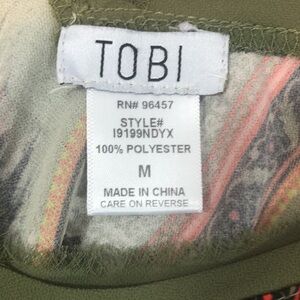 TOBI
RN# 96457
STYLE#
I9199NDYX
100% POLYESTER
M
MADE IN CHINA
CARE ON REVERSE